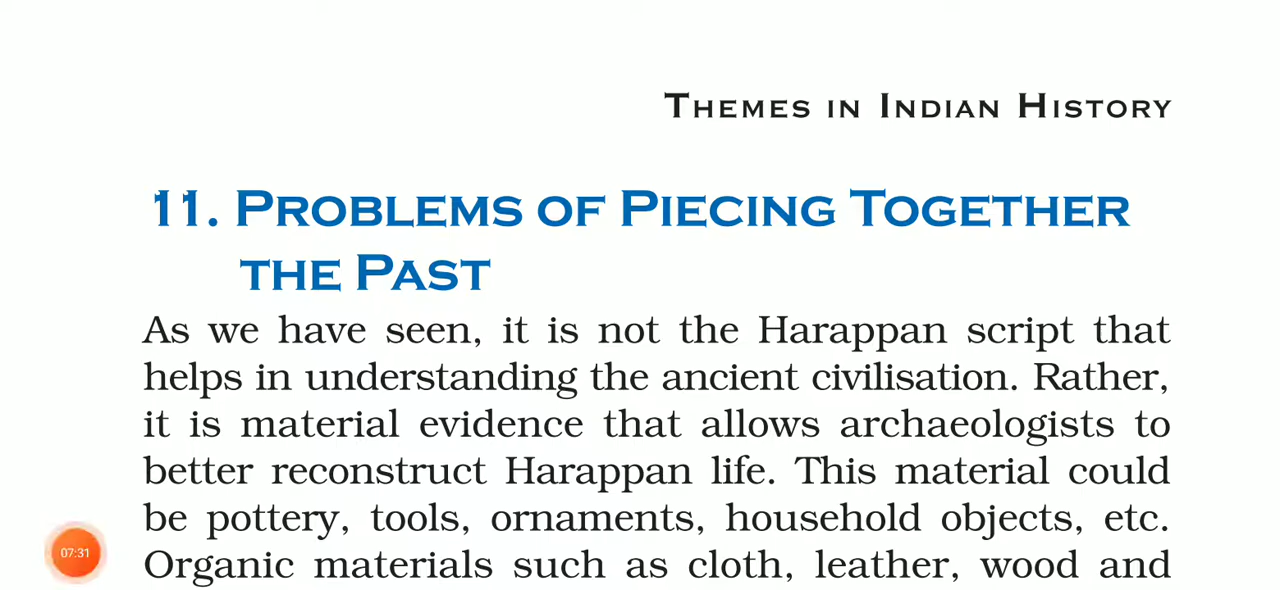 THEMES IN INDIAN HISTORY
11. PROBLEMS OF PIECING TOGETHER
THE PAST
As we have seen, it is not the Harappan script that
helps in understanding the ancient civilisation. Rather,
it is material evidence that allows archaeologists to
better reconstruct Harappan life. This material could
be pottery, tools, ornaments, household objects, etc.
Organic materials such as cloth, leather, wood and
07:31